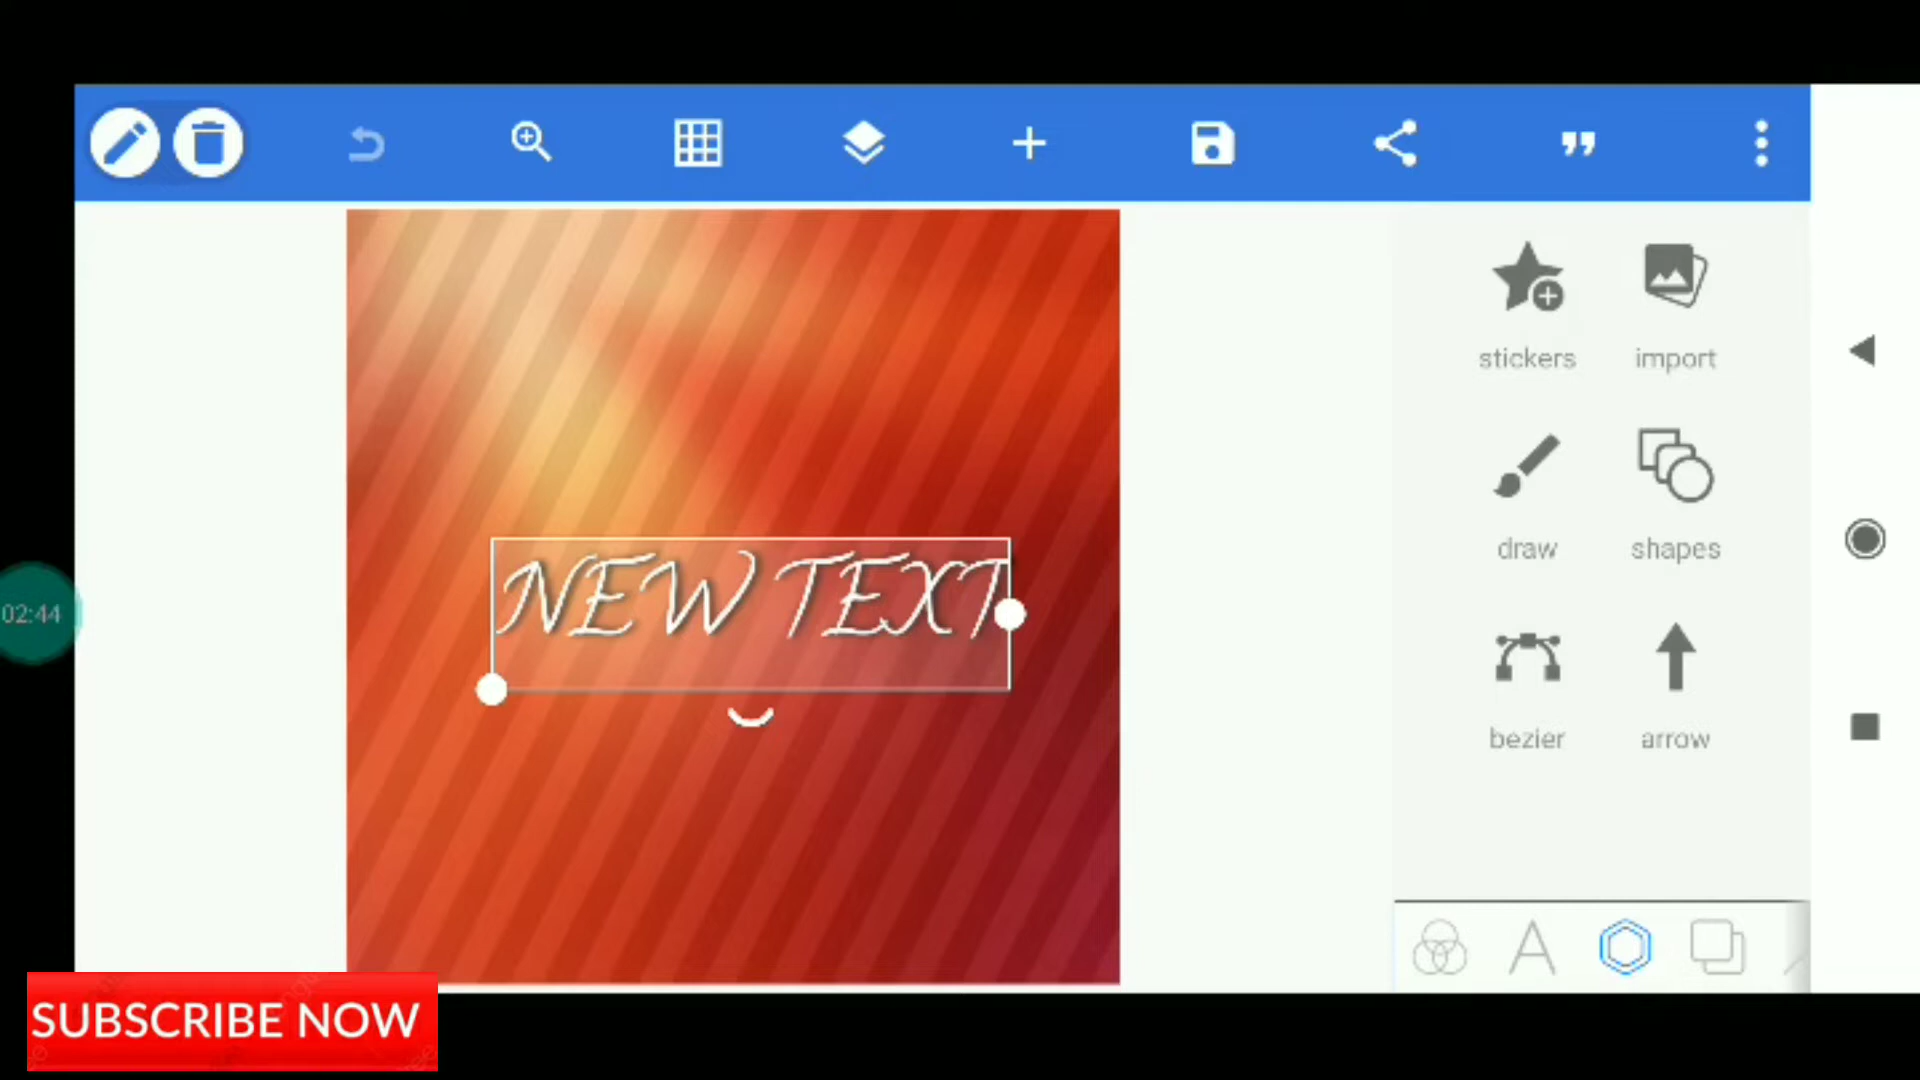 NEW TEXT
stickers
import
draw
shapes
bezier
arrow
02:44
SUBSCRIBE NOW